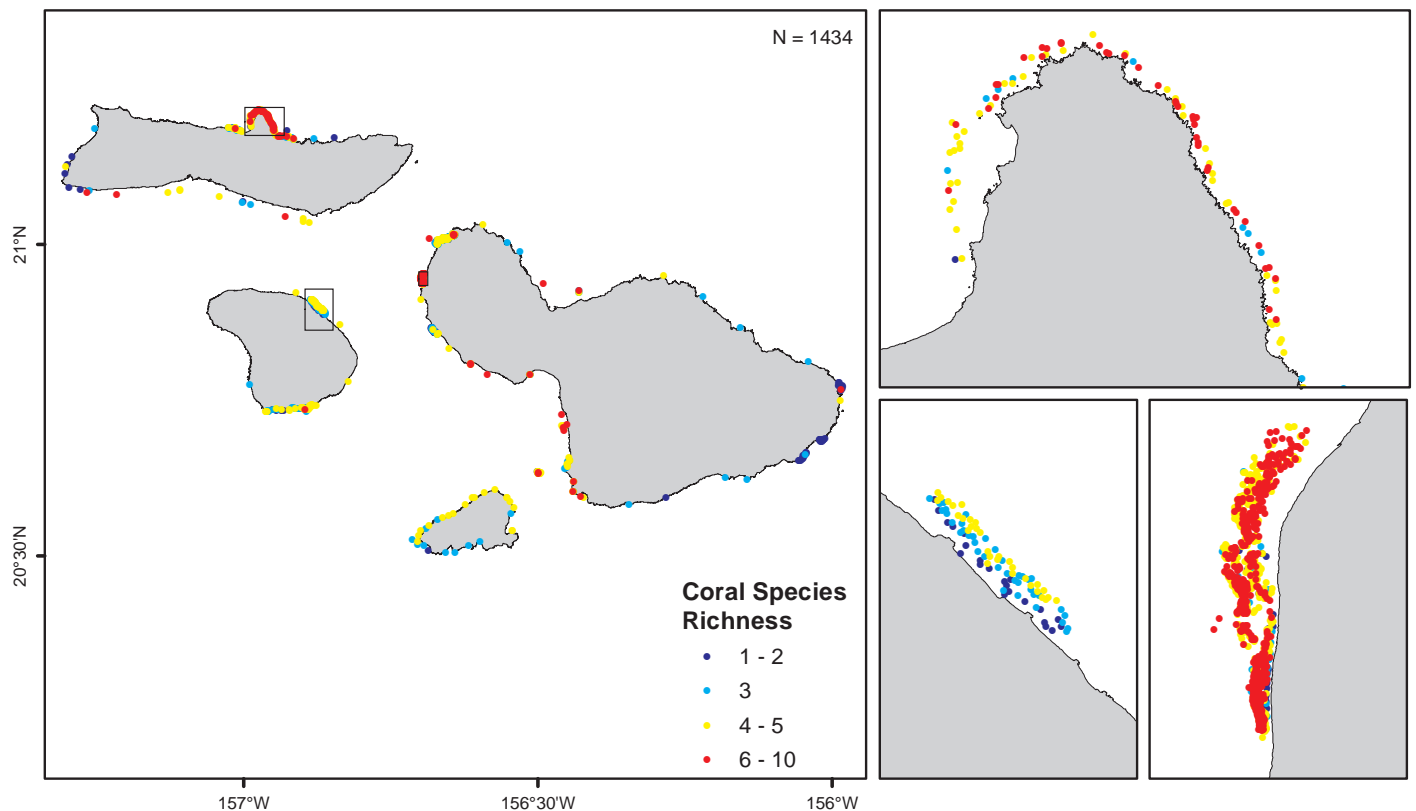 N = 1434
21°N
20°30'N
Coral Species
Richness
1 - 2
3
4 - 5
6 - 10
157°W
156°30'W
156°W